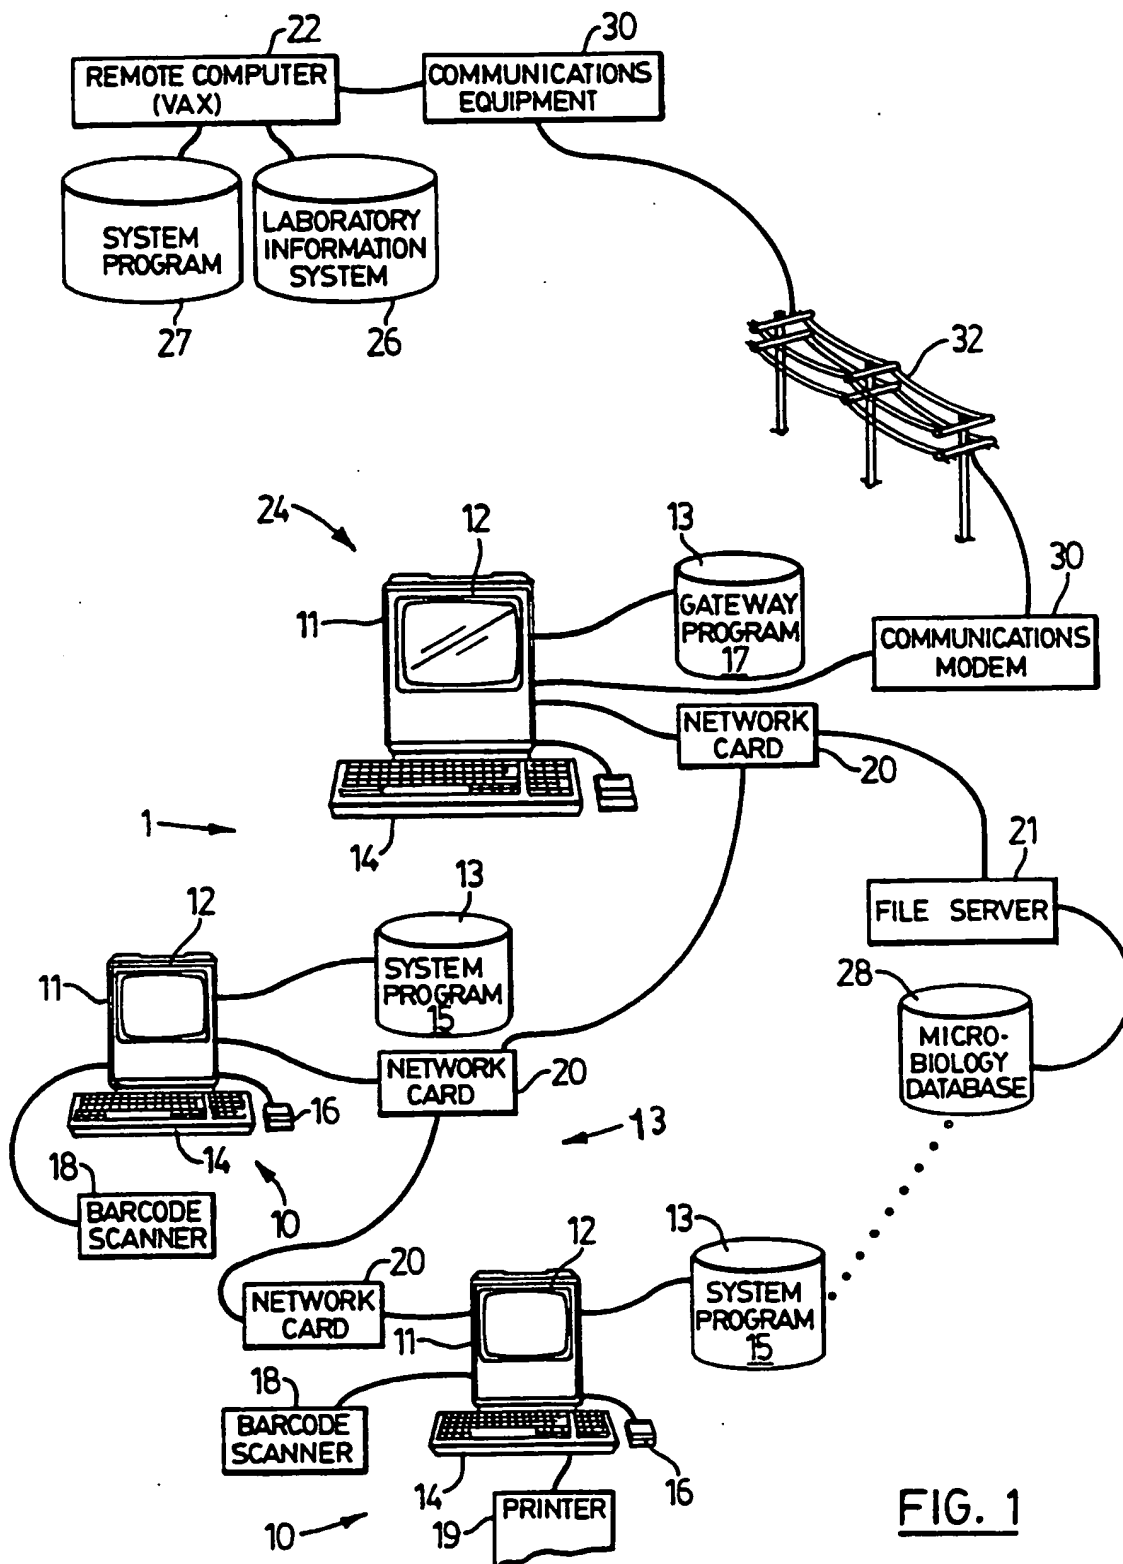 22
30
REMOTE COMPUTER
(VAX)
COMMUNICATIONS
EQUIPMENT
SYSTEM
PROGRAM
LABORATORY
INFORMATION
SYSTEM
27
26
32
24
12
13
30
11
GATEWAY
PROGRAM
17
COMMUNICATIONS
MODEM
NETWORK
CARD
20
1
14
21
FILE SERVER
12
13
11
SYSTEM
PROGRAM
15
28
MICRO-
BIOLOGY
DATABASE
NETWORK
CARD
20
16
14
13
18
BARCODE
SCANNER
10
12
13
20
NETWORK
CARD
11
SYSTEM
PROGRAM
15
18
BARCODE
SCANNER
14
16
10
19
PRINTER
FIG. 1